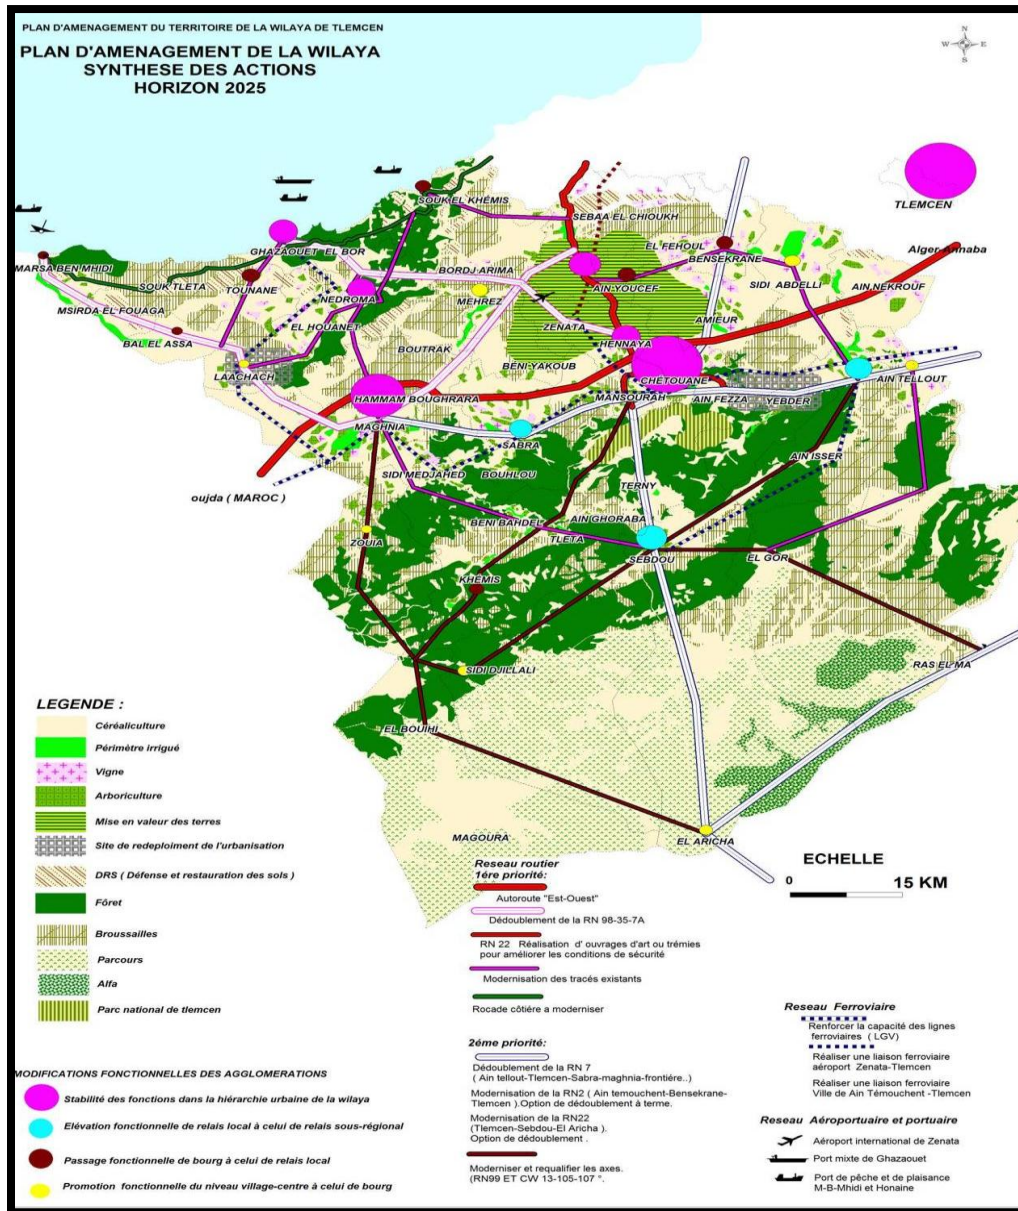 PLAN D'AMENAGEMENT DU TERRITOIRE DE LA WILAYA DE TLEMCEN
PLAN D'AMENAGEMENT DE LA WILAYA
SYNTHESE DES ACTIONS
HORIZON 2025
N
W E
S
TLEMCEN
SOUK EL KHÉMIS
SEBAA EL CHIOUKH
EL FEHOUL
BENSEKRANE
Alger-Annaba
GHAZAOUET EL BOR
BORDJ ARIMA
MARSA BEN MHIDI
SOUK TLETA
TOUNANE
NEDROMA
MEHREZ
AIN YOUCEF
SIDI ABDELLI
AIN NEKROUF
MSIRDA EL FOUAGA
EL HOUANET
ZENATA
AMIEUR
BAL EL ASSA
BOUTRAK
HENNAYA
BENI YAKOUB
LAACHACH
CHETOUANE
AIN TELLOUT
HAMMAM BOUGHRARA
MANSOURAH
AIN FEZZA
YEBDER
MAGHNIA
SABRA
AIN ISSER
SIDI MEDJAHED
BOUHLOU
TERNY
oujda ( MAROC )
BENI BAHDEL
AIN GHORABA
TLETA
ZOUIA
SEBDOU
EL GOR
KHÉMIS
SIDI DJILLALI
RAS EL MA
EL BOUIHI
MAGOURA
EL ARICHA
LEGENDE :
Céréaliculture
Périmètre irrigué
Vigne
Arboriculture
Mise en valeur des terres
Site de redeploiment de l'urbanisation
DRS ( Défense et restauration des sols )
Fôret
Broussailles
Parcours
Alfa
Parc national de tlemcen
MODIFICATIONS FONCTIONNELLES DES AGGLOMERATIONS
Stabilité des fonctions dans la hiérarchie urbaine de la wilaya
Elévation fonctionelle de relais local à celui de relais sous-régional
Passage fonctionelle de bourg à celui de relais local
Promotion fonctionelle du niveau village-centre à celui de bourg
Reseau routier
1ére priorité:
Autoroute "Est-Ouest"
Dédoublement de la RN 98-35-7A
RN 22 Réalisation d' ouvrages d'art ou trémies
pour améliorer les conditions de sécurité
Modernisation des tracés existants
Rocade côtiére a moderniser
2éme priorité:
Dédoublement de la RN 7
( Ain tellout-Tlemcen-Sabra-maghnia-frontiére..)
Modernisation de la RN2 ( Ain temouchent-Bensekrane-
Tlemcen ).Option de dédoublement à terme.
Modernisation de la RN22
(Tlemcen-Sebdou-El Aricha ).
Option de dédoublement .
Moderniser et requalifier les axes.
(RN99 ET CW 13-105-107 °.
ECHELLE
0 15 KM
Reseau Ferroviaire
Renforcer la capacité des lignes
ferroviaires ( LGV)
Réaliser une liaison ferroviaire
aéroport Zenata-Tlemcen
Réaliser une liaison ferroviaire
Ville de Ain Témouchent -Tlemcen
Reseau Aéroportuaire et portuaire
Aéroport international de Zenata
Port mixte de Ghazaouet
Port de pêche et de plaisance
M-B-Mhidi et Honaine